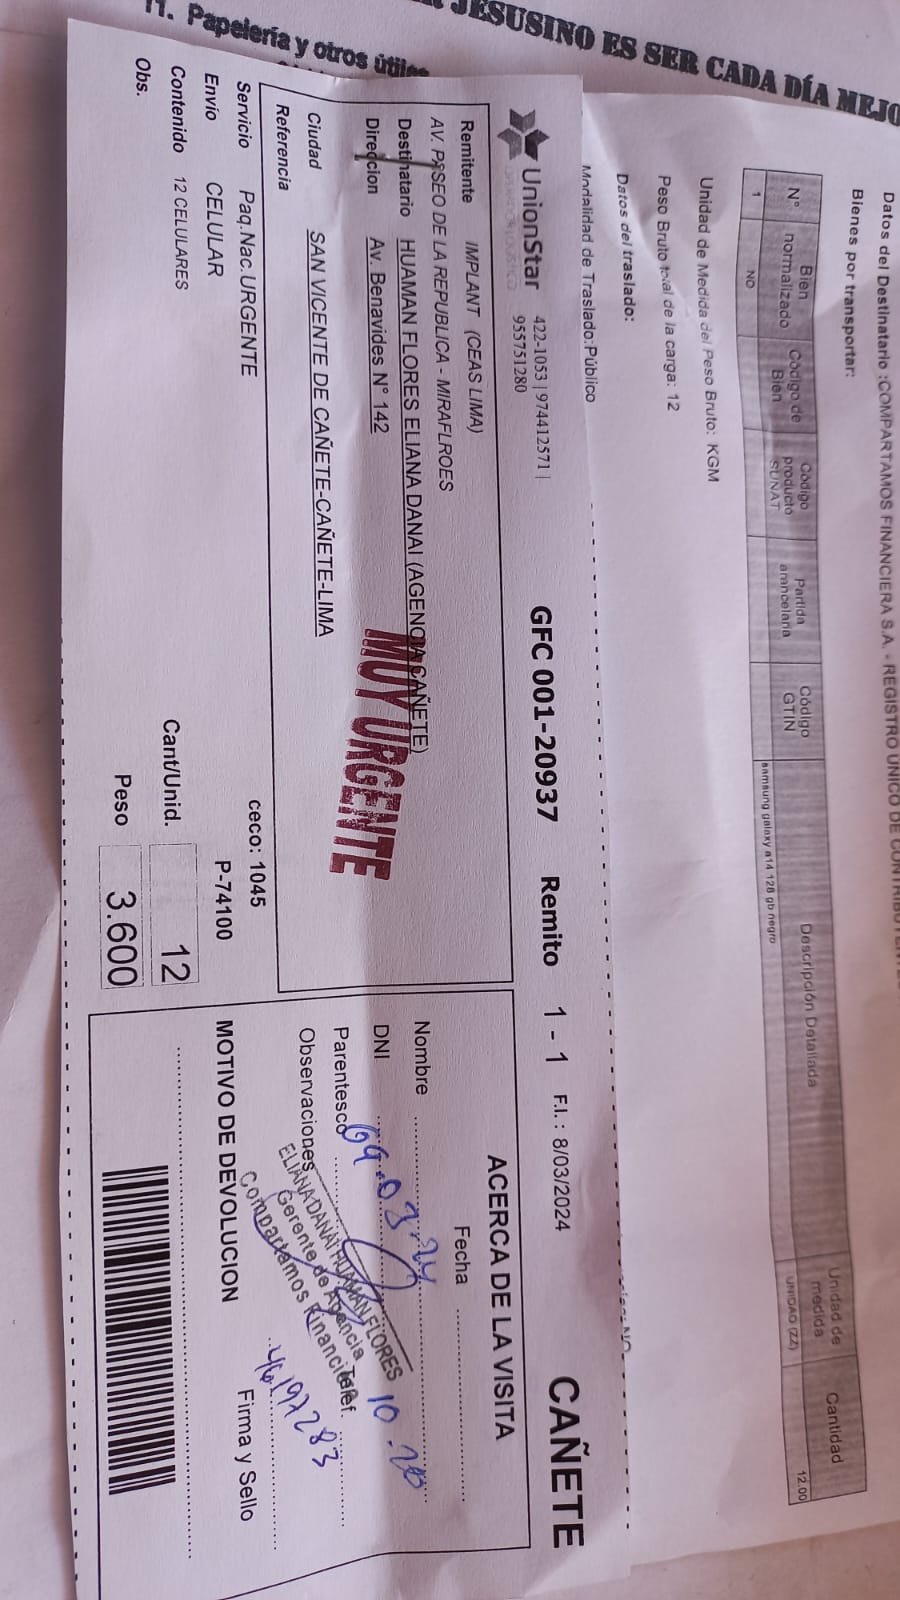 JESUSINO ES SER CADA DÍA MEJO
11. Papelería y otros útiles
Datos del Destinatario :COMPARTAMOS FINANCIERA S.A. - REGISTRO UNICO DE
Bienes por transportar:
N° Bien normalizado Código de Bien Código producto SUNAT Partida arancelaria Código GTIN Descripción Detallada Unidad de medida Cantidad
1 NO samsung galaxy a14 128 gb negro UNIDAD (ZZ) 12.00
Unidad de Medida del Peso Bruto: KGM
Peso Bruto total de la carga: 12
Datos del traslado:
Modalidad de Traslado:Público
UnionStar
422-1053 | 974412571 |
955751280
GFC 001-20937 Remito 1 - 1 F.I. : 8/03/2024 CAÑETE
Remitente IMPLANT (CEAS LIMA)
AV. PASEO DE LA REPUBLICA - MIRAFLROES
Destinatario HUAMAN FLORES ELIANA DANAI (AGENCIA CAÑETE)
Direccion Av. Benavides N° 142
MUY URGENTE
Ciudad SAN VICENTE DE CAÑETE-CAÑETE-LIMA
Referencia
Servicio Paq.Nac.URGENTE ceco: 1045
Envio CELULAR P-74100
Contenido 12 CELULARES Cant/Unid. 12
Obs. Peso 3.600
ACERCA DE LA VISITA
Fecha
Nombre
DNI
Parentesco
Observaciones
09.03.24
10.20
ELIANA DANAI HUAMAN FLORES
Gerente de Agencia
Compartamos Financiera
Telef.
46197283
MOTIVO DE DEVOLUCION Firma y Sello